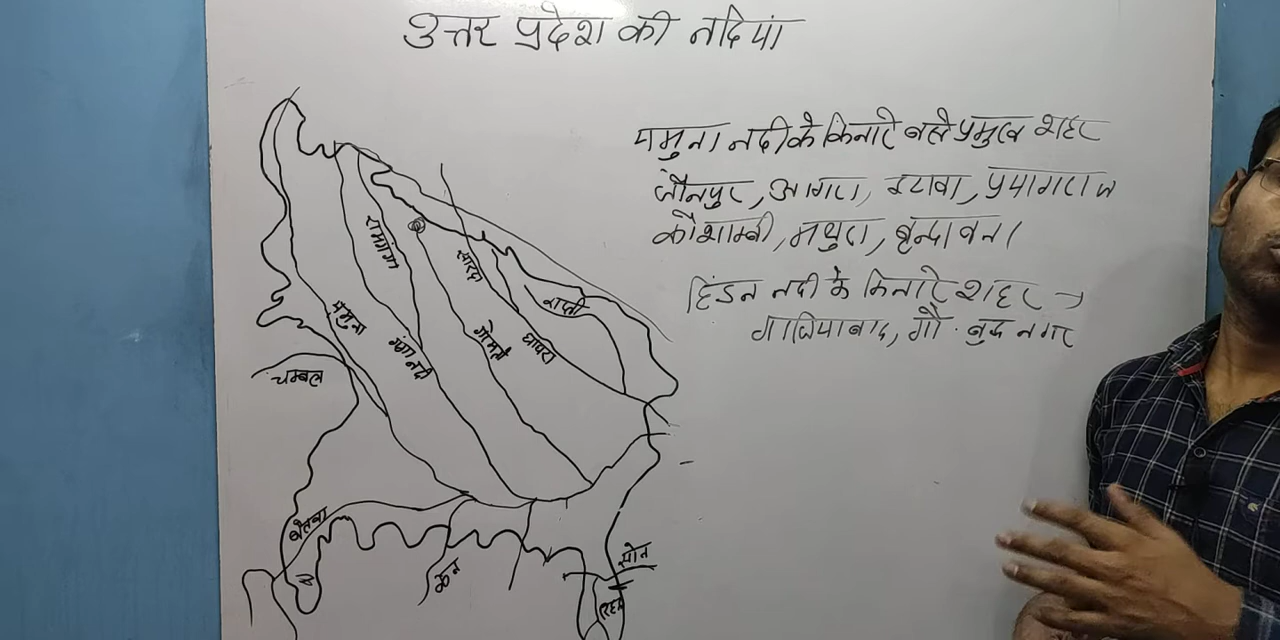 उत्तर प्रदेश की नदियां
यमुना नदी के किनारे बसे प्रमुख शहर
जौनपुर, आगरा, इटावा, प्रयागराज
कौशाम्बी, मथुरा, बृन्दावन।
हिंडन नदी के किनारे शहर →
गाजियाबाद, गौ. बुद्ध नगर
रामगंगा
सारदा
राप्ती
यमुना
गंगा नदी
गोमती
घाघरा
चम्बल
बेतवा
केन
सोन
रिहन्द